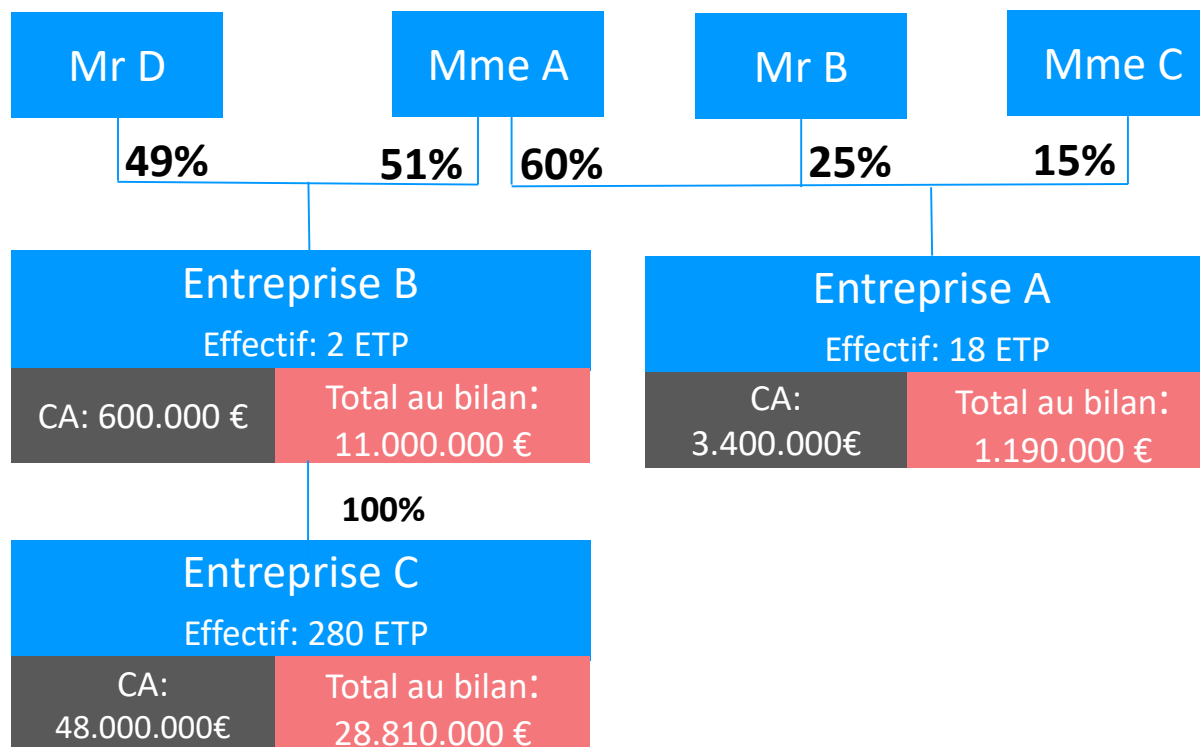 Mr D
Mme A
Mr B
Mme C
49%
51%
60%
25%
15%
Entreprise B
Effectif: 2 ETP
CA: 600.000 €
Total au bilan:
11.000.000 €
Entreprise A
Effectif: 18 ETP
CA:
3.400.000€
Total au bilan:
1.190.000 €
100%
Entreprise C
Effectif: 280 ETP
CA:
48.000.000€
Total au bilan:
28.810.000 €